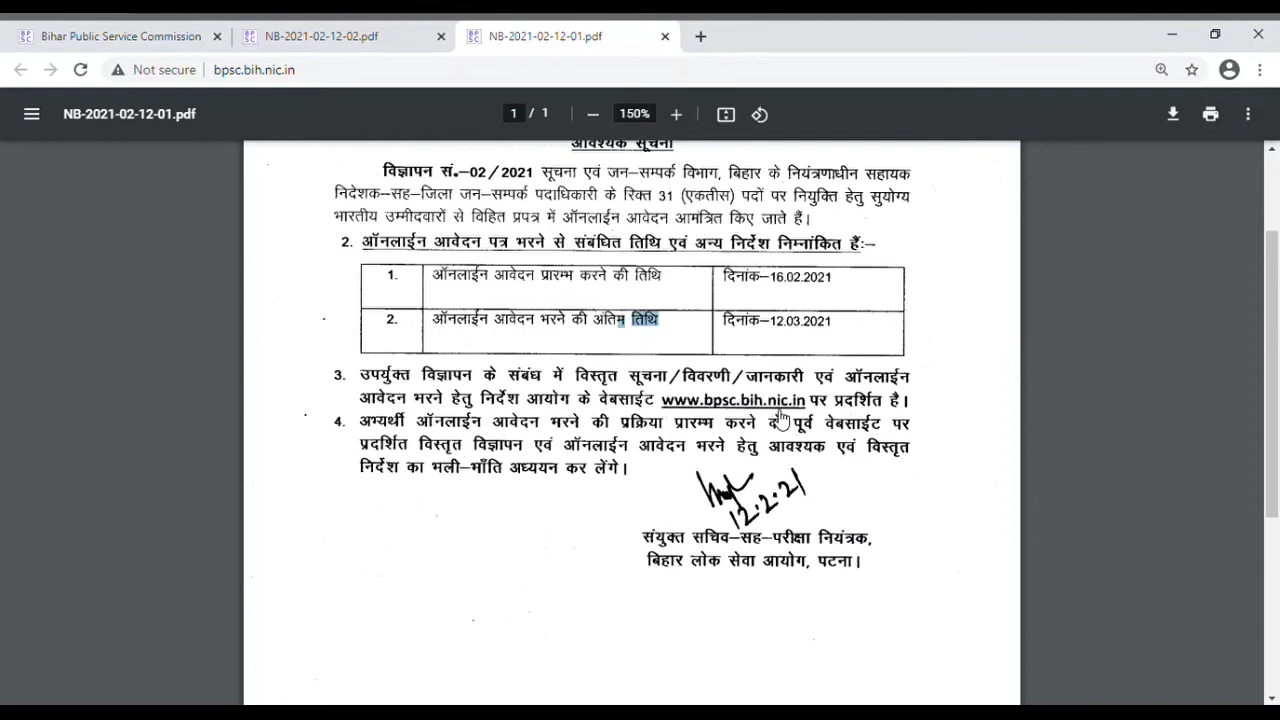 Bihar Public Service Commission
NB-2021-02-12-02.pdf
NB-2021-02-12-01.pdf
Not secure
bpsc.bih.nic.in
NB-2021-02-12-01.pdf
1 / 1
150%
आवश्यक सूचना
विज्ञापन सं.-02/2021 सूचना एवं जन-सम्पर्क विभाग, बिहार के नियंत्रणाधीन सहायक
निदेशक-सह-जिला जन-सम्पर्क पदाधिकारी के रिक्त 31 (एकतीस) पदों पर नियुक्ति हेतु सुयोग्य
भारतीय उम्मीदवारों से विहित प्रपत्र में ऑनलाईन आवेदन आमंत्रित किए जाते हैं।
2. ऑनलाईन आवेदन पत्र भरने से संबंधित तिथि एवं अन्य निर्देश निम्नांकित हैं:-
1. ऑनलाईन आवेदन प्रारम्भ करने की तिथि दिनांक-16.02.2021
2. ऑनलाईन आवेदन भरने की अंतिम तिथि दिनांक-12.03.2021
3. उपर्युक्त विज्ञापन के संबंध में विस्तृत सूचना/विवरणी/जानकारी एवं ऑनलाईन
आवेदन भरने हेतु निर्देश आयोग के वेबसाईट www.bpsc.bih.nic.in पर प्रदर्शित है।
4. अभ्यर्थी ऑनलाईन आवेदन भरने की प्रक्रिया प्रारम्भ करने पूर्व वेबसाईट पर
प्रदर्शित विस्तृत विज्ञापन एवं ऑनलाईन आवेदन भरने हेतु आवश्यक एवं विस्तृत
निर्देश का भली-भाँति अध्ययन कर लेंगे।
12.2.21
संयुक्त सचिव-सह-परीक्षा नियंत्रक,
बिहार लोक सेवा आयोग, पटना।